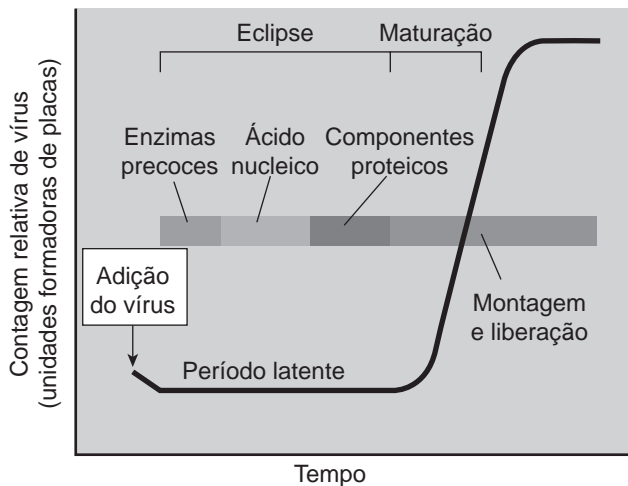 Eclipse
Maturação
Enzimas
precoces
Ácido
nucleico
Componentes
proteicos
Adição
do vírus
Montagem
e liberação
Período latente
Contagem relativa de vírus
(unidades formadoras de placas)
Tempo